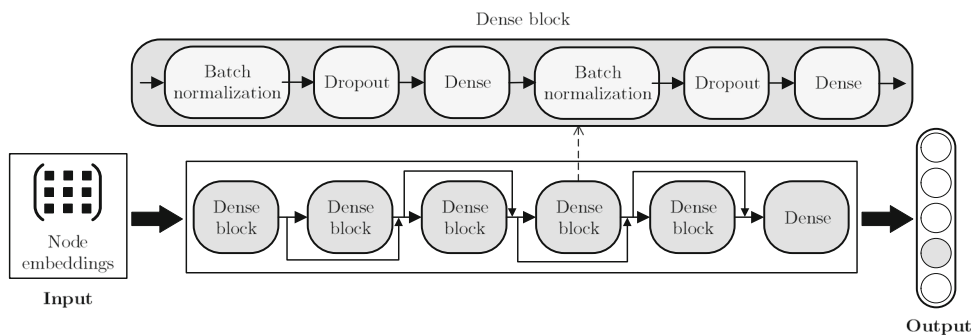 Dense block
Batch
normalization
Dropout
Dense
Batch
normalization
Dropout
Dense
Node
embeddings
Input
Dense
block
Dense
block
Dense
block
Dense
block
Dense
block
Dense
Output